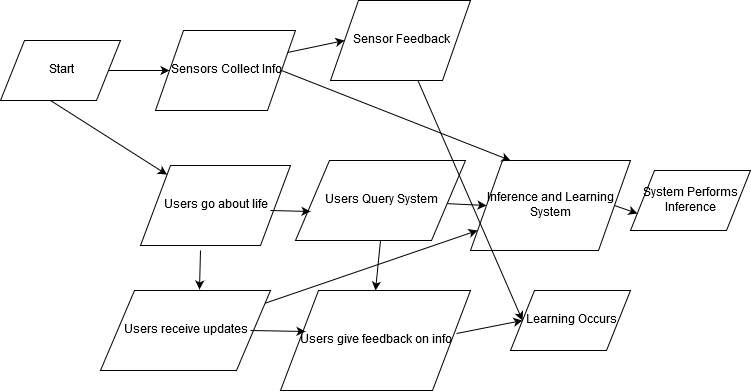 Start
Sensors Collect Info
Sensor Feedback
Users go about life
Users Query System
Inference and Learning
System
System Performs
Inference
Users receive updates
Users give feedback on info
Learning Occurs